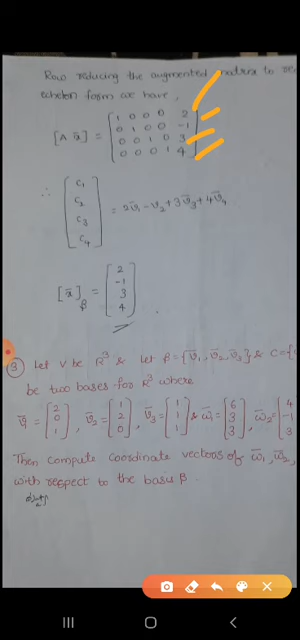 Row reducing the augmented matrix to
echelon form we have,
[A x̄] = [1 0 0 0 2
0 1 0 0 -1
0 0 1 0 3
0 0 0 1 4]
∴ [c₁
c₂
c₃
c₄] = 2v̄₁ - v̄₂ + 3v̄₃ + 4v̄₄
[x̄]β = [2
-1
3
4]
③ Let V be R³ & Let β = {v̄₁, v̄₂, v̄₃} & C = {
be two bases for R³ where
v̄₁ = [2 0 1], v̄₂ = [1 2 0], v̄₃ = [1 1 1] & w̄₁ = [6 3 3], w̄₂ = [4 -1 3
Then compute coordinate vectors of w̄₁, w̄₂,
with respect to the basis β.